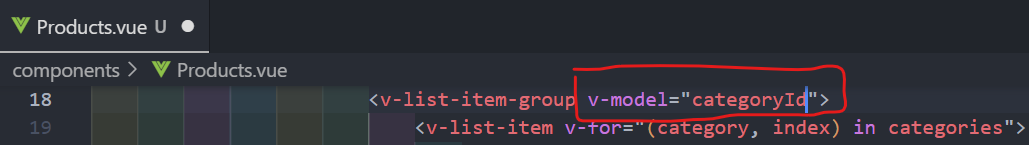 Products.vue U
components > Products.vue
18 <v-list-item-group v-model="categoryId">
19 <v-list-item v-for="(category, index) in categories">